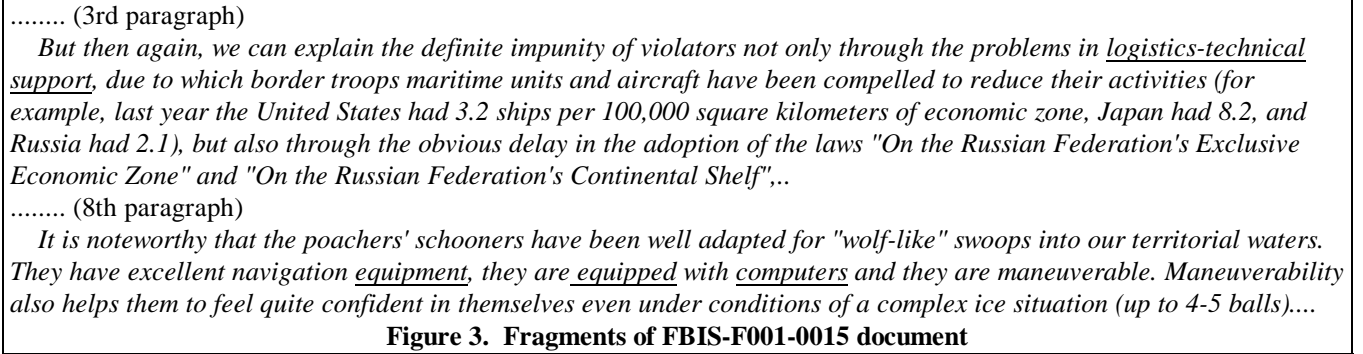 ........ (3rd paragraph)
But then again, we can explain the definite impunity of violators not only through the problems in logistics-technical
support, due to which border troops maritime units and aircraft have been compelled to reduce their activities (for
example, last year the United States had 3.2 ships per 100,000 square kilometers of economic zone, Japan had 8.2, and
Russia had 2.1), but also through the obvious delay in the adoption of the laws "On the Russian Federation's Exclusive
Economic Zone" and "On the Russian Federation's Continental Shelf",..
........ (8th paragraph)
It is noteworthy that the poachers' schooners have been well adapted for "wolf-like" swoops into our territorial waters.
They have excellent navigation equipment, they are equipped with computers and they are maneuverable. Maneuverability
also helps them to feel quite confident in themselves even under conditions of a complex ice situation (up to 4-5 balls)....
Figure 3. Fragments of FBIS-F001-0015 document